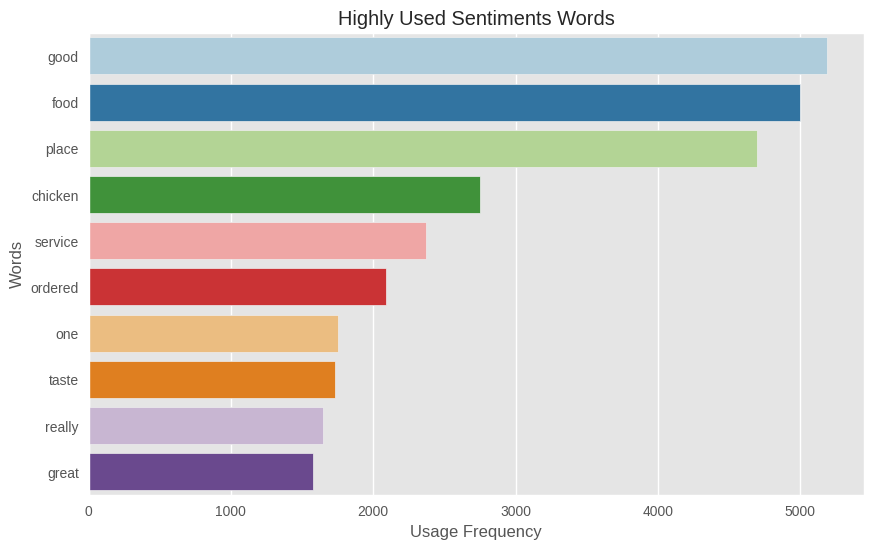 Highly Used Sentiments Words
good
food
place
chicken
service
ordered
one
taste
really
great
Words
0 1000 2000 3000 4000 5000
Usage Frequency